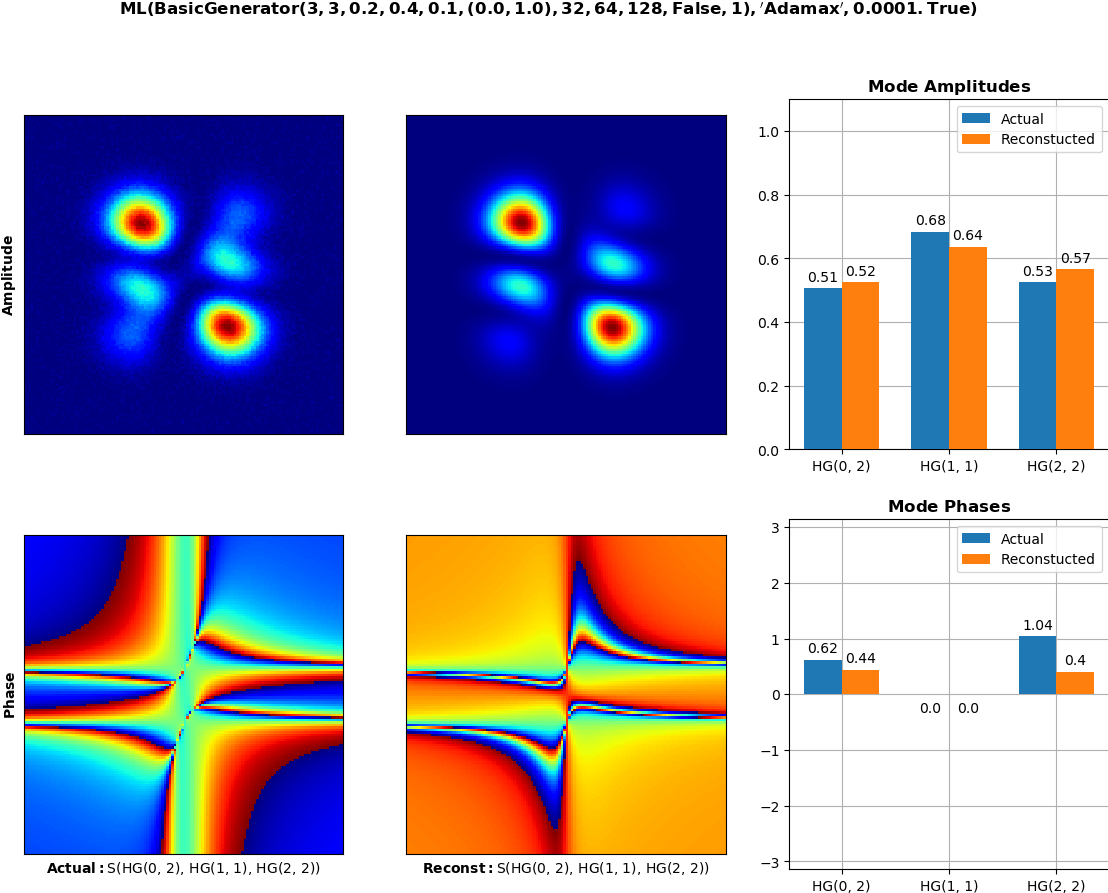 ML(BasicGenerator(3, 3, 0.2, 0.4, 0.1, (0.0, 1.0), 32, 64, 128, False, 1), ′Adamax′, 0.0001. True)
Amplitude
Mode Amplitudes
Actual
Reconstucted
1.0
0.8
0.6
0.4
0.2
0.0
0.51
0.52
0.68
0.64
0.53
0.57
HG(0, 2)
HG(1, 1)
HG(2, 2)
Phase
Actual: S(HG(0, 2), HG(1, 1), HG(2, 2))
Reconst: S(HG(0, 2), HG(1, 1), HG(2, 2))
Mode Phases
Actual
Reconstucted
3
2
1
0
−1
−2
−3
0.62
0.44
0.0
0.0
1.04
0.4
HG(0, 2)
HG(1, 1)
HG(2, 2)